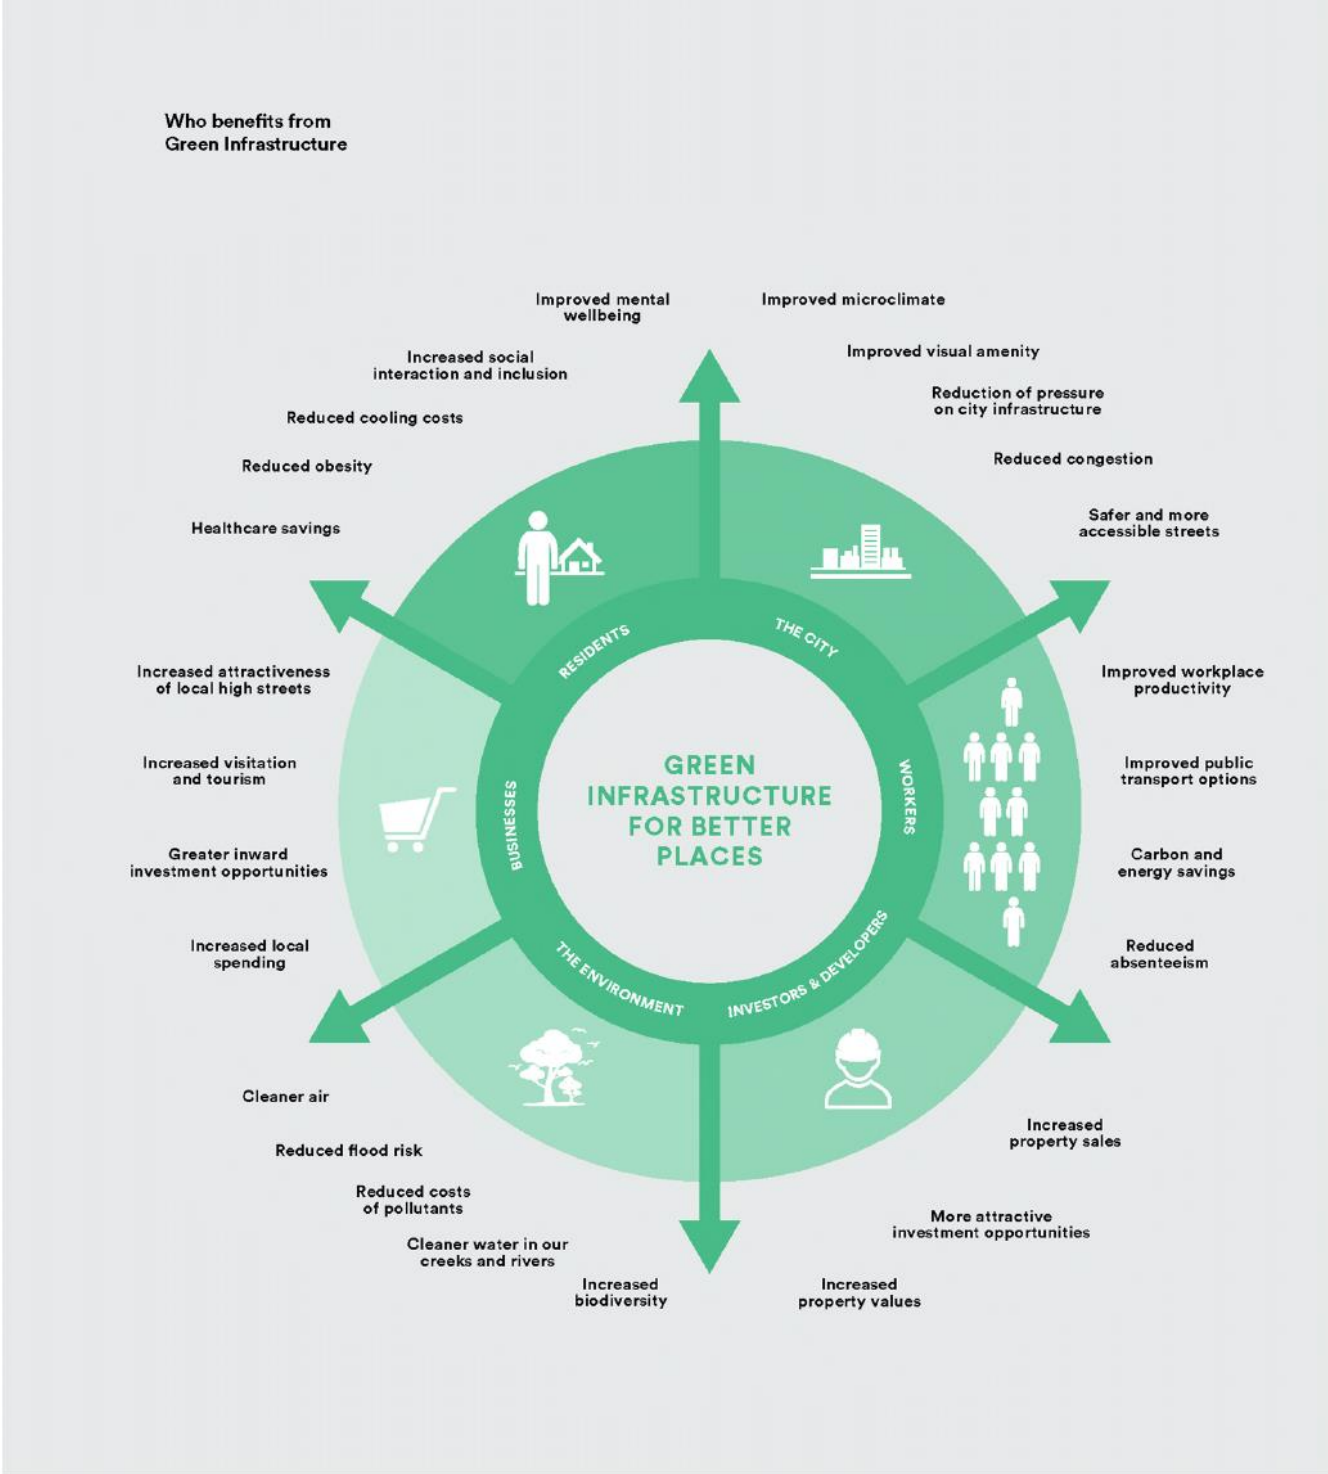 Who benefits from
Green Infrastructure
Improved mental
wellbeing
Increased social
interaction and inclusion
Reduced cooling costs
Reduced obesity
Healthcare savings
Improved microclimate
Improved visual amenity
Reduction of pressure
on city infrastructure
Reduced congestion
Safer and more
accessible streets
RESIDENTS
THE CITY
Increased attractiveness
of local high streets
Increased visitation
and tourism
Greater inward
investment opportunities
Increased local
spending
BUSINESSES
GREEN
INFRASTRUCTURE
FOR BETTER
PLACES
WORKERS
Improved workplace
productivity
Improved public
transport options
Carbon and
energy savings
Reduced
absenteeism
THE ENVIRONMENT
INVESTORS & DEVELOPERS
Cleaner air
Reduced flood risk
Reduced costs
of pollutants
Cleaner water in our
creeks and rivers
Increased
biodiversity
Increased
property sales
More attractive
investment opportunities
Increased
property values